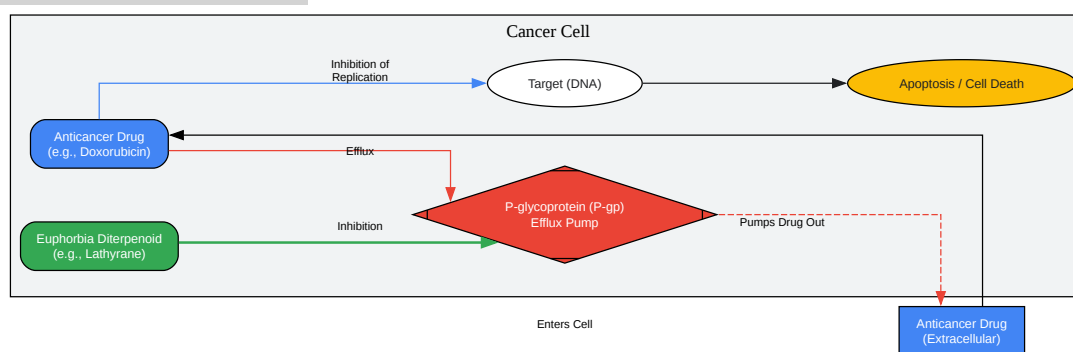 Cancer Cell
Inhibition of
Replication
Target (DNA)
Apoptosis / Cell Death
Anticancer Drug
(e.g., Doxorubicin)
Efflux
P-glycoprotein (P-gp)
Efflux Pump
Pumps Drug Out
Inhibition
Euphorbia Diterpenoid
(e.g., Lathyrane)
Enters Cell
Anticancer Drug
(Extracellular)